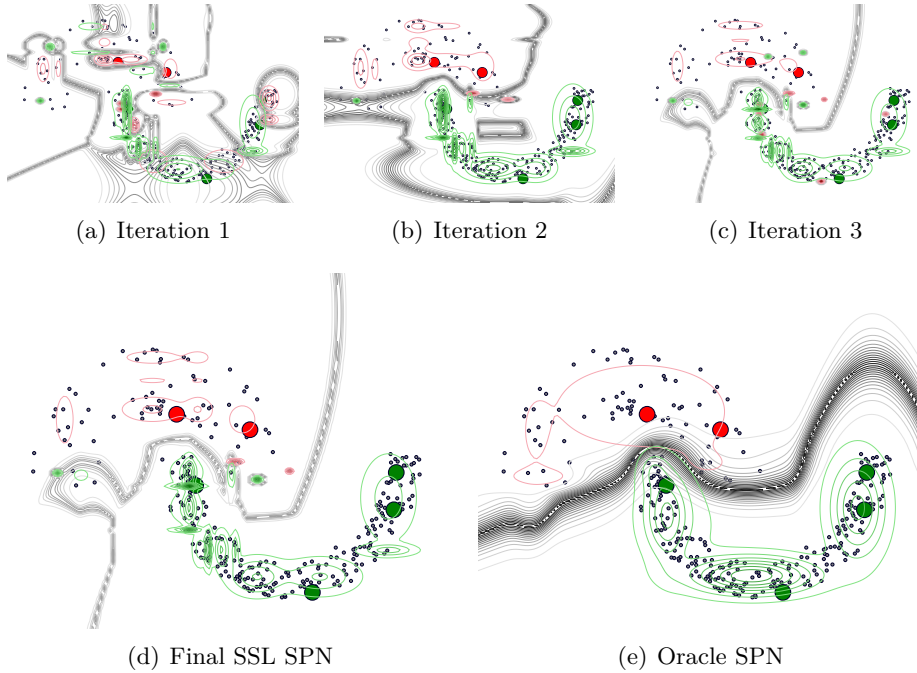 (a) Iteration 1
(b) Iteration 2
(c) Iteration 3
(d) Final SSL SPN
(e) Oracle SPN